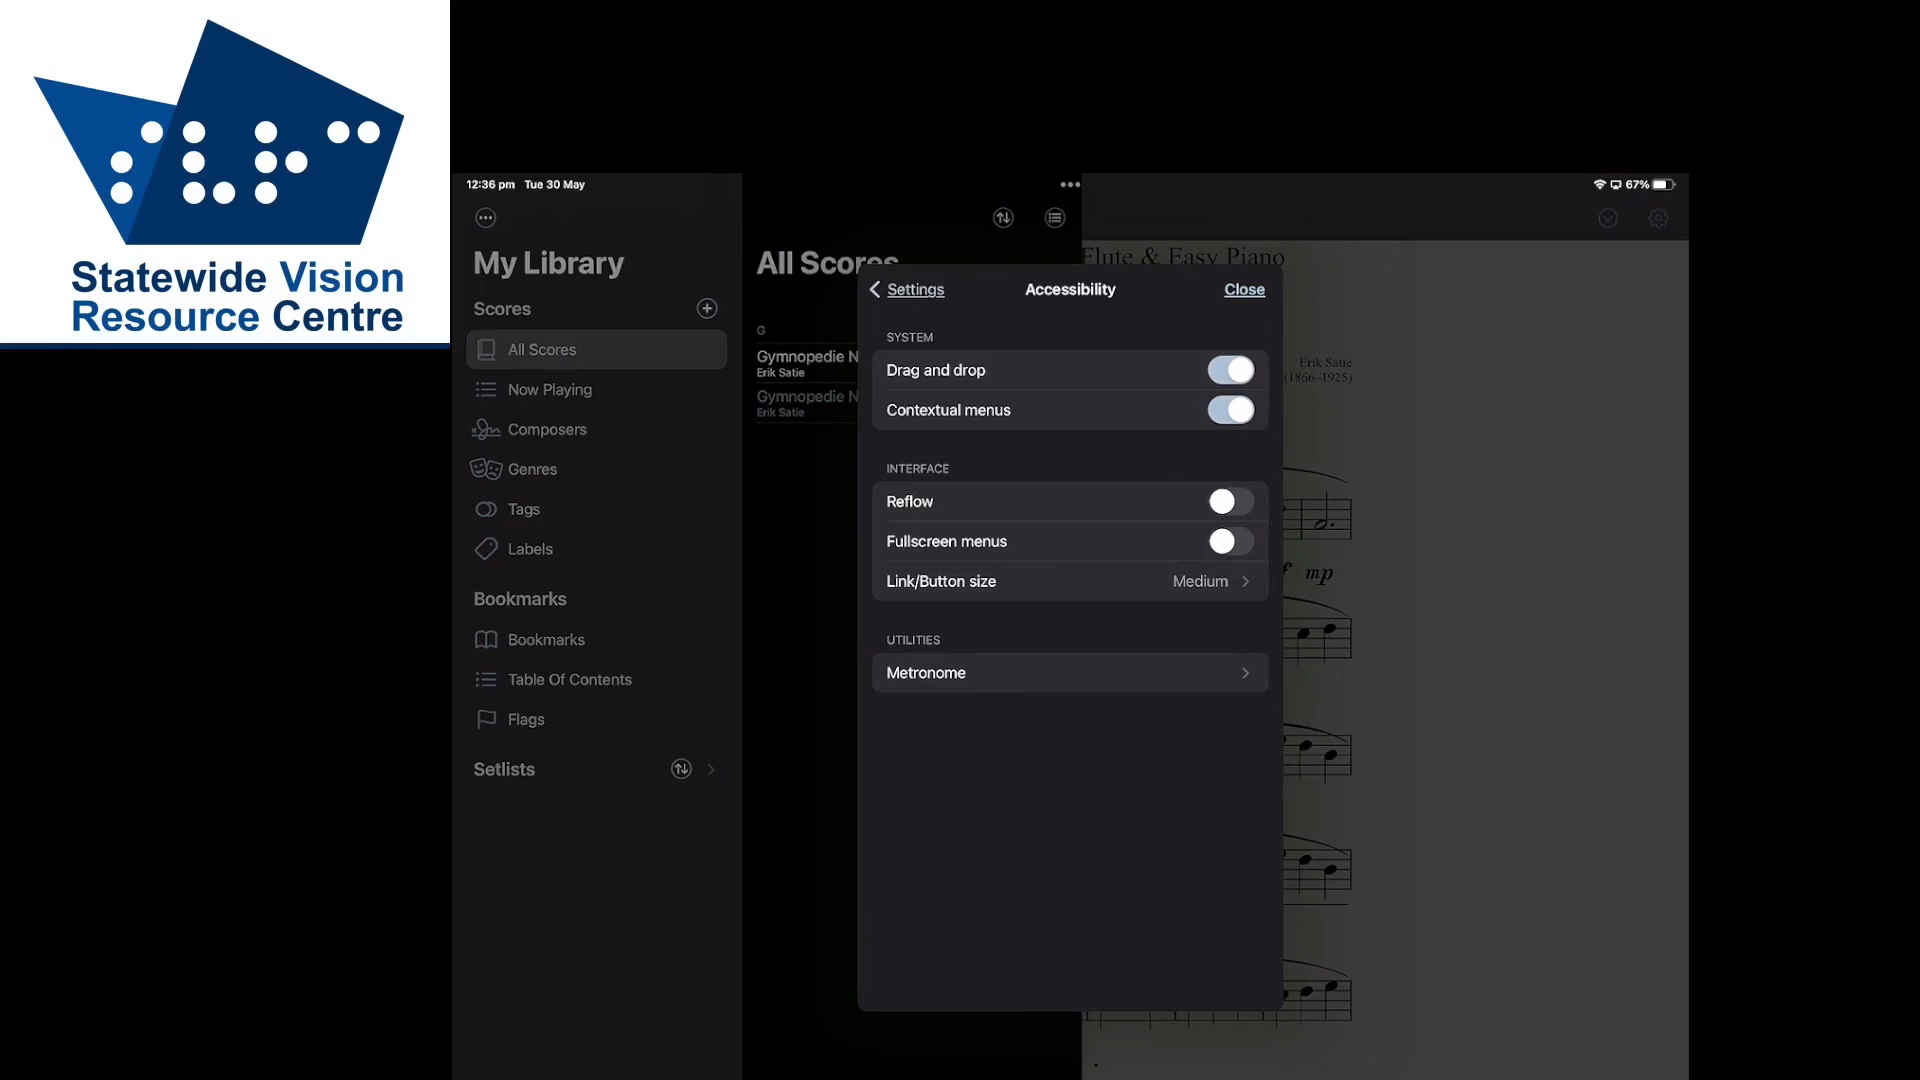 Statewide Vision
Resource Centre
12:36 pm Tue 30 May
67%
My Library
Scores
All Scores
Now Playing
Composers
Genres
Tags
Labels
Bookmarks
Bookmarks
Table Of Contents
Flags
Setlists
All Scores
G
Gymnopedie N
Erik Satie
Gymnopedie N
Erik Satie
Flute & Easy Piano
Erik Satie
(1866–1925)
mp
Settings
Accessibility
Close
SYSTEM
Drag and drop
Contextual menus
INTERFACE
Reflow
Fullscreen menus
Link/Button size
Medium
UTILITIES
Metronome